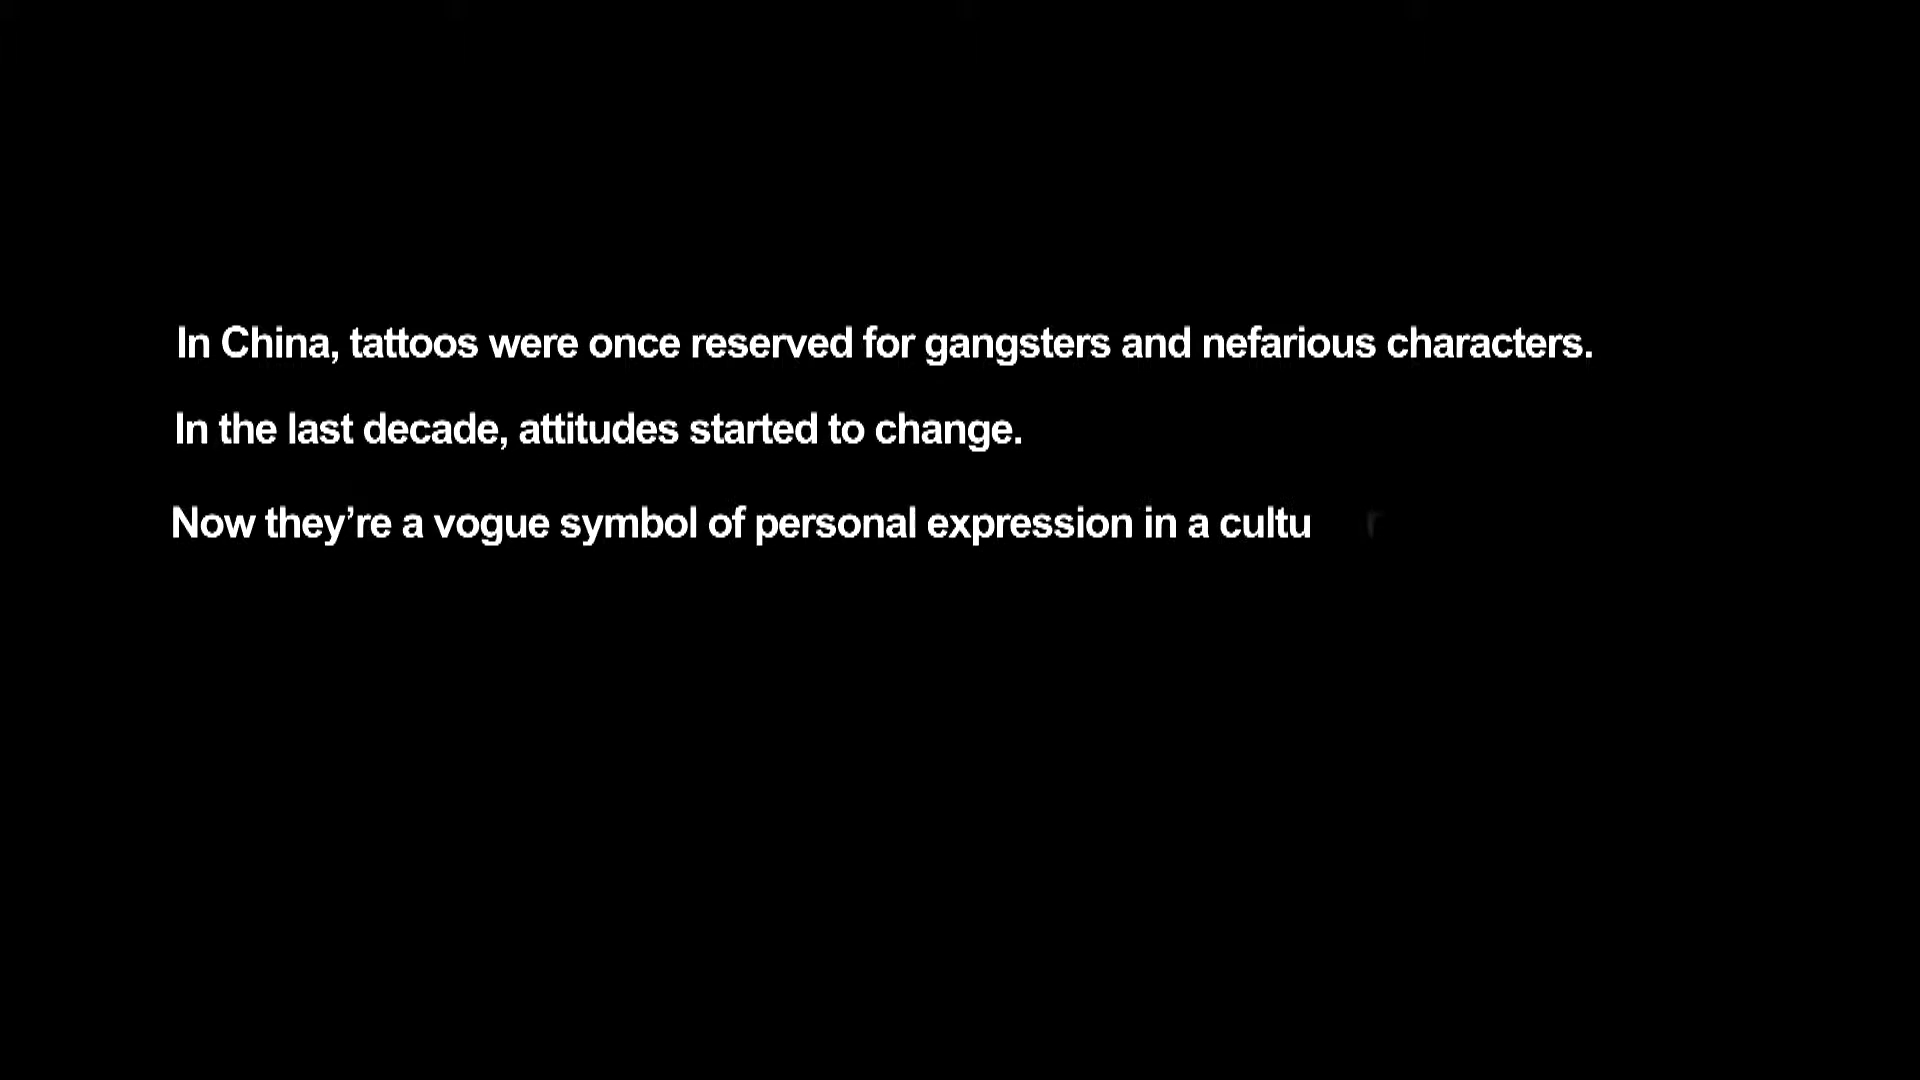 In China, tattoos were once reserved for gangsters and nefarious characters.
In the last decade, attitudes started to change.
Now they’re a vogue symbol of personal expression in a cultu r